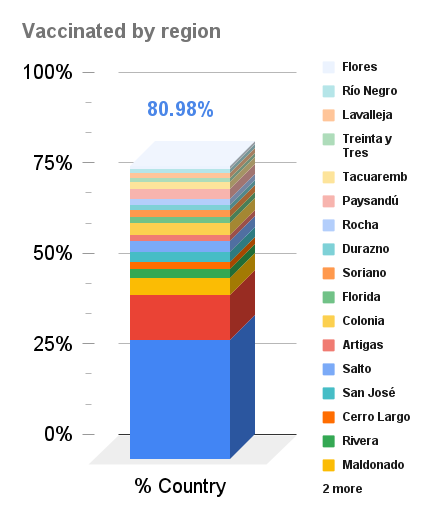 Vaccinated by region
100%
80.98%
75%
50%
25%
0%
% Country
Flores
Río Negro
Lavalleja
Treinta y
Tres
Tacuaremb
Paysandú
Rocha
Durazno
Soriano
Florida
Colonia
Artigas
Salto
San José
Cerro Largo
Rivera
Maldonado
2 more